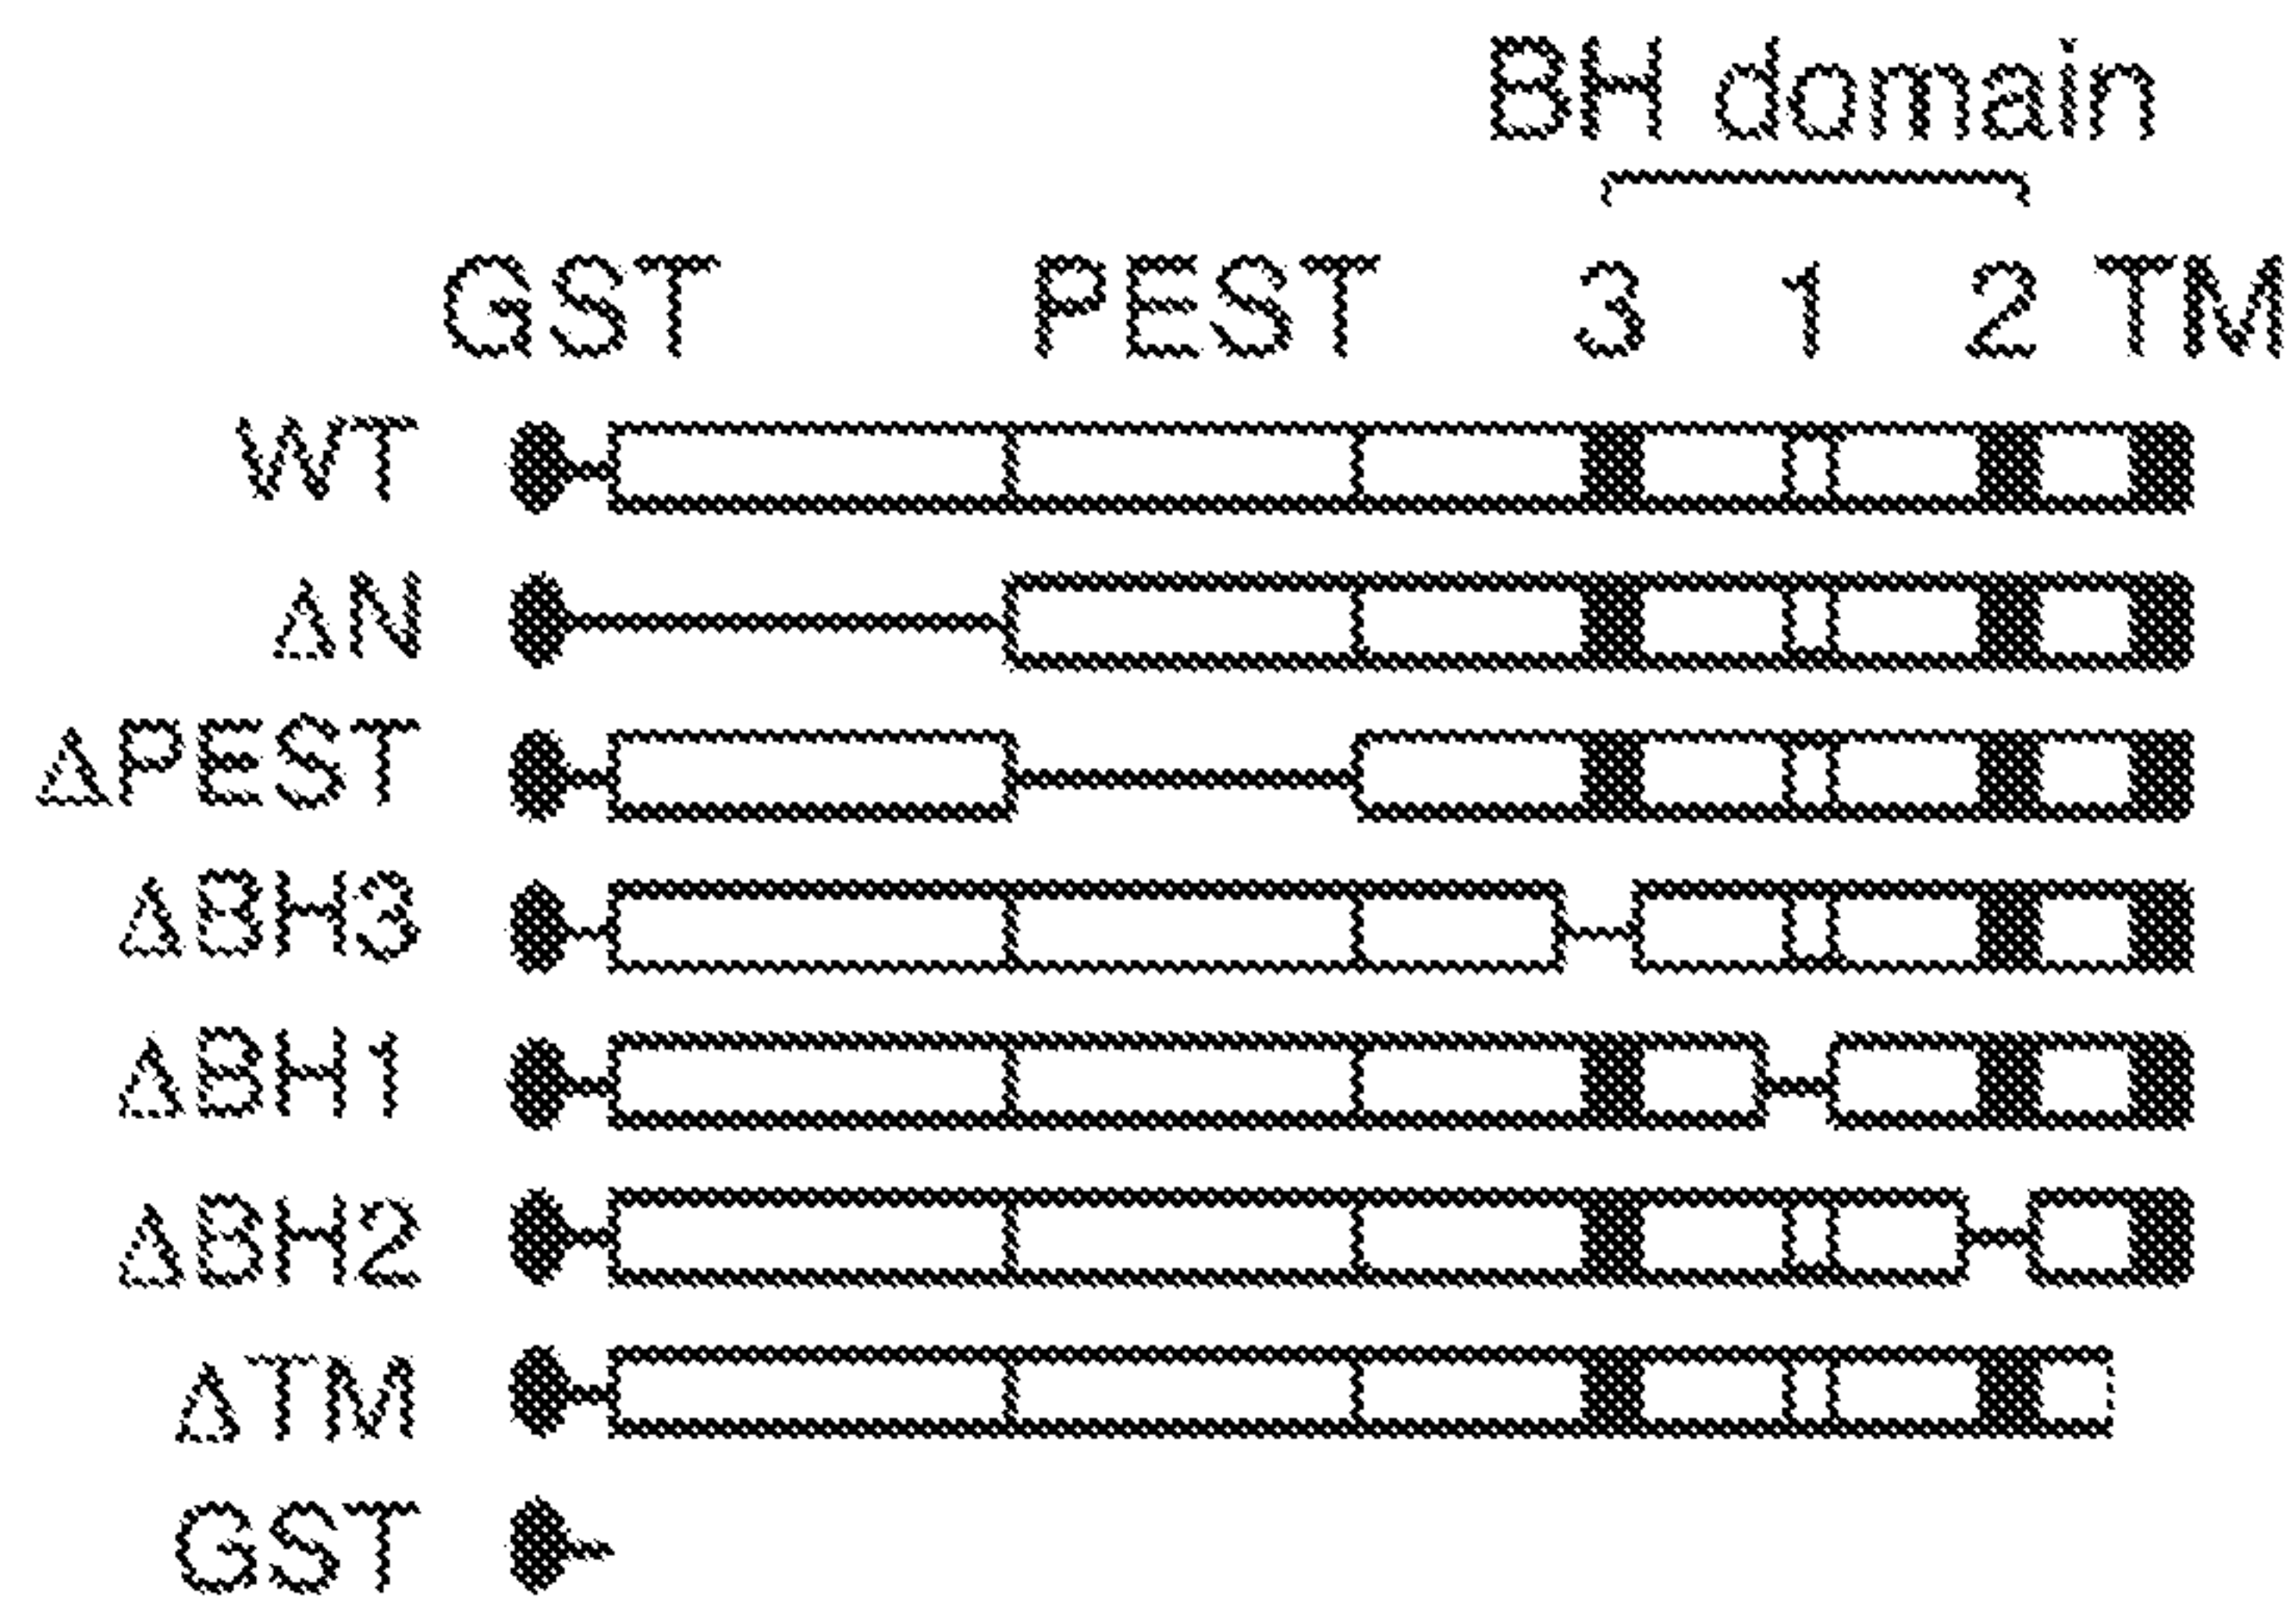 BH domain
GST PEST 3 1 2 TM
WT
ΔN
ΔPEST
ΔBH3
ΔBH1
ΔBH2
ΔTM
GST